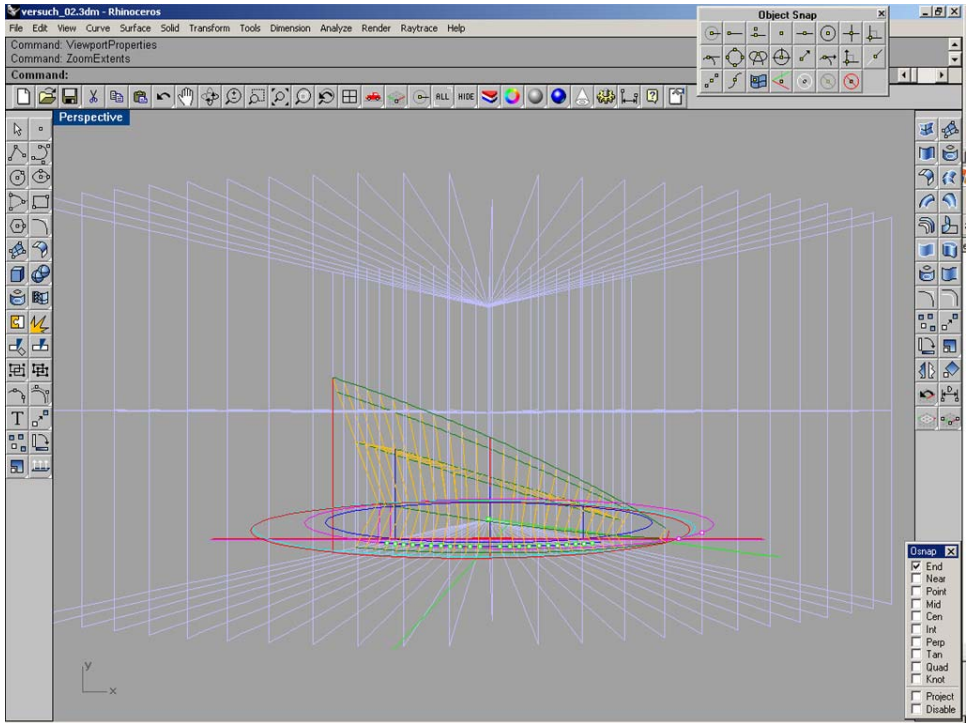 versuch_02.3dm - Rhinoceros
File Edit View Curve Surface Solid Transform Tools Dimension Analyze Render Raytrace Help
Object Snap
Command: 'ViewportProperties
Command: ZoomExtents
Command:
ALL HIDE
Perspective
T
D
y
x
Osnap
End
Near
Point
Mid
Cen
Int
Perp
Tan
Quad
Knot
Project
Disable